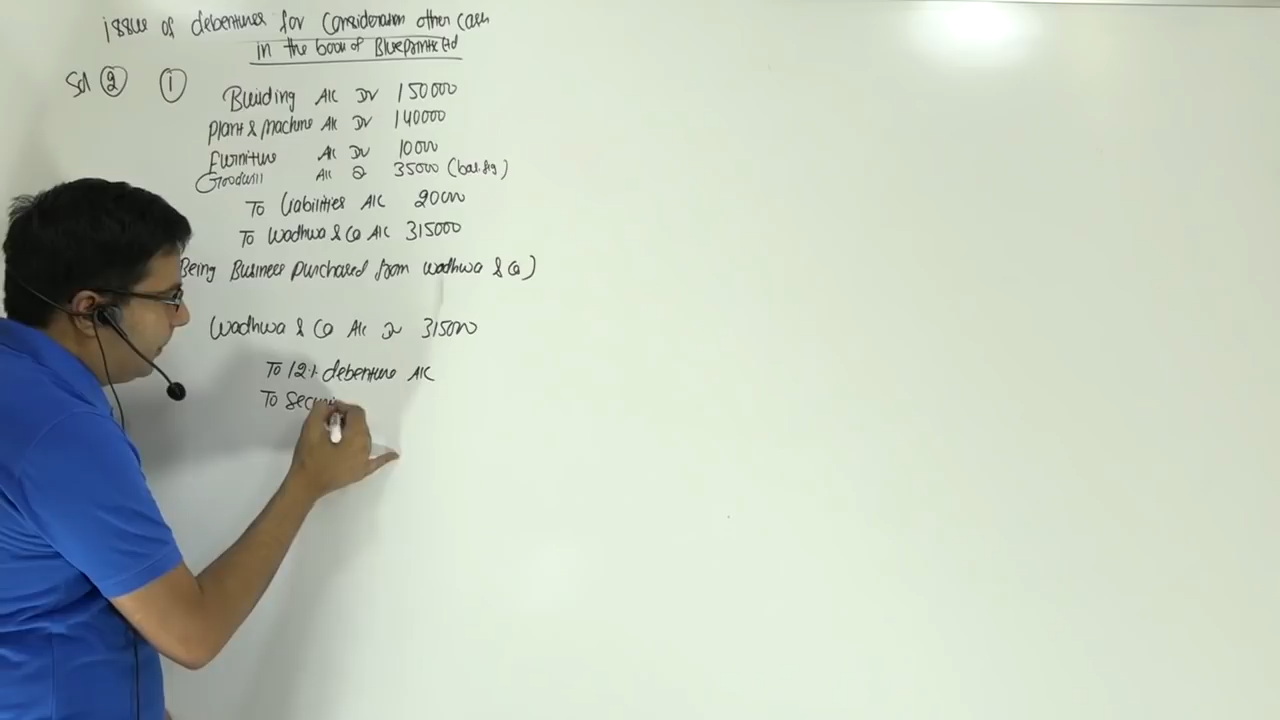 issue of debentures for Consideration other cash
in the book of Blueprints Ltd
Sol ② ① Building A/C Dr 150000
Plant & Machine A/C Dr 140000
Furniture A/C Dr 10000
Goodwill A/C Dr 35000 (bal. fig)
To Liabilities A/C 20000
To Wadhwa & Co A/C 315000
Being Business purchased from Wadhwa & Co)
Wadhwa & Co A/C Dr 315000
To 12% debenture A/C
To Securi